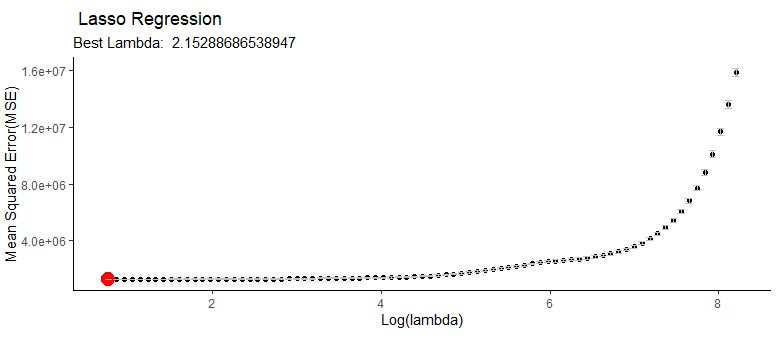 Lasso Regression
Best Lambda:  2.15288686538947
Mean Squared Error(MSE)
1.6e+07
1.2e+07
8.0e+06
4.0e+06
2 4 6 8
Log(lambda)